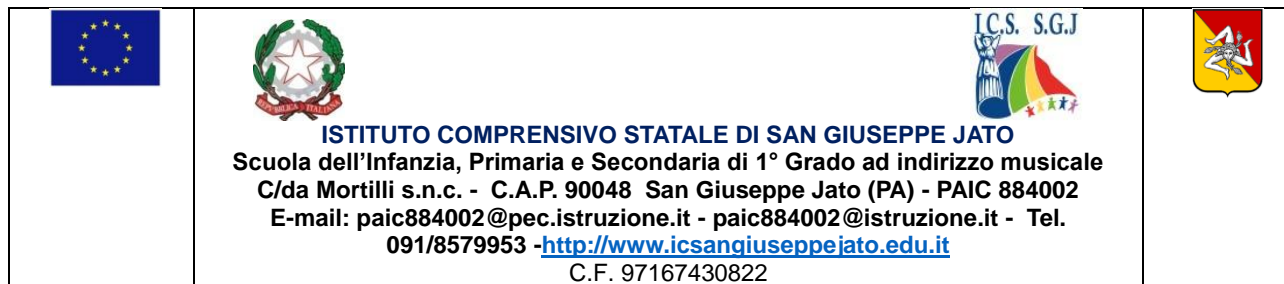 I.C.S. S.G.J
REPVBBLICA ITALIANA
ISTITUTO COMPRENSIVO STATALE DI SAN GIUSEPPE JATO
Scuola dell'Infanzia, Primaria e Secondaria di 1° Grado ad indirizzo musicale
C/da Mortilli s.n.c. - C.A.P. 90048 San Giuseppe Jato (PA) - PAIC 884002
E-mail: paic884002@pec.istruzione.it - paic884002@istruzione.it - Tel.
091/8579953 -http://www.icsangiuseppejato.edu.it
C.F. 97167430822